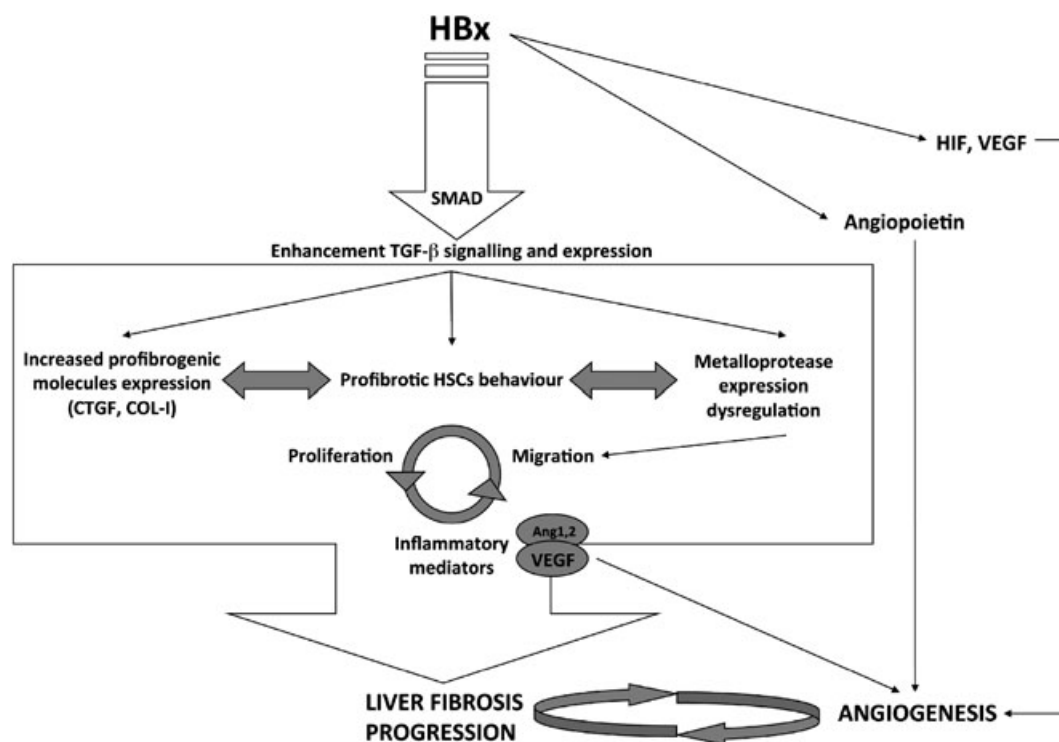 HBx
HIF, VEGF
SMAD
Angiopoietin
Enhancement TGF-β signalling and expression
Increased profibrogenic
molecules expression
(CTGF, COL-I)
Profibrotic HSCs behaviour
Metalloprotease
expression
dysregulation
Proliferation
Migration
Inflammatory
mediators
Ang1,2
VEGF
LIVER FIBROSIS
PROGRESSION
ANGIOGENESIS